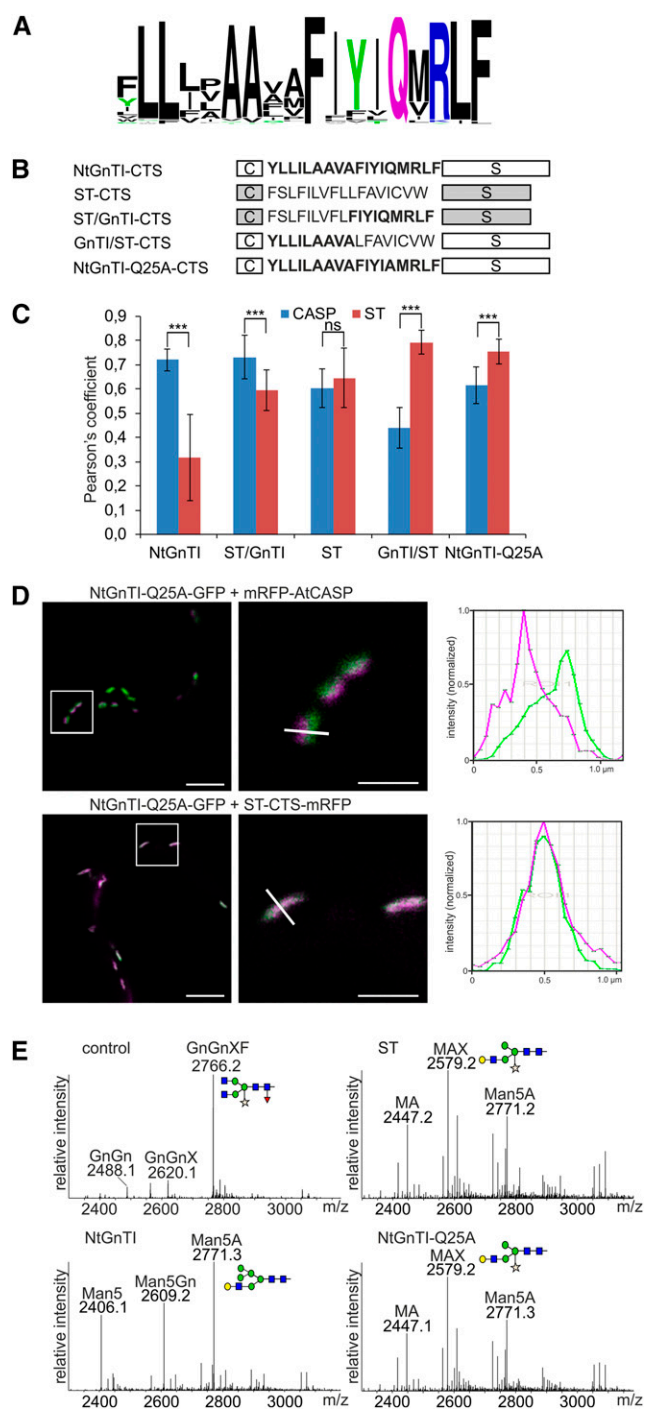 A
FLLLPAAVAFIYIQMRLF
B
NtGnTI-CTS C YLLILAAVAFIYIQMRLF S
ST-CTS C FSLFILVFLLFAVICVW S
ST/GnTI-CTS C FSLFILVFLFIYIQMRLF S
GnTI/ST-CTS C YLLILAAVALFAVICVW S
NtGnTI-Q25A-CTS C YLLILAAVAFIYIAMRLF S
C
CASP ST
*** *** ns *** ***
Pearson's coefficient
0,9
0,8
0,7
0,6
0,5
0,4
0,3
0,2
0,1
0,0
NtGnTI ST/GnTI ST GnTI/ST NtGnTI-Q25A
D
NtGnTI-Q25A-GFP + mRFP-AtCASP
intensity (normalized)
1.0
0.5
0
0 0.5 1.0 µm
NtGnTI-Q25A-GFP + ST-CTS-mRFP
intensity (normalized)
1.0
0.5
0
0 0.5 1.0 µm
E
control
GnGnXF
2766.2
GnGn
2488.1
GnGnX
2620.1
relative intensity
2400 2600 2800 3000 m/z
ST
MAX
2579.2
MA
2447.2
Man5A
2771.2
relative intensity
2400 2600 2800 3000 m/z
NtGnTI
Man5A
2771.3
Man5Gn
2609.2
Man5
2406.1
relative intensity
2400 2600 2800 3000 m/z
NtGnTI-Q25A
MAX
2579.2
MA
2447.1
Man5A
2771.3
relative intensity
2400 2600 2800 3000 m/z